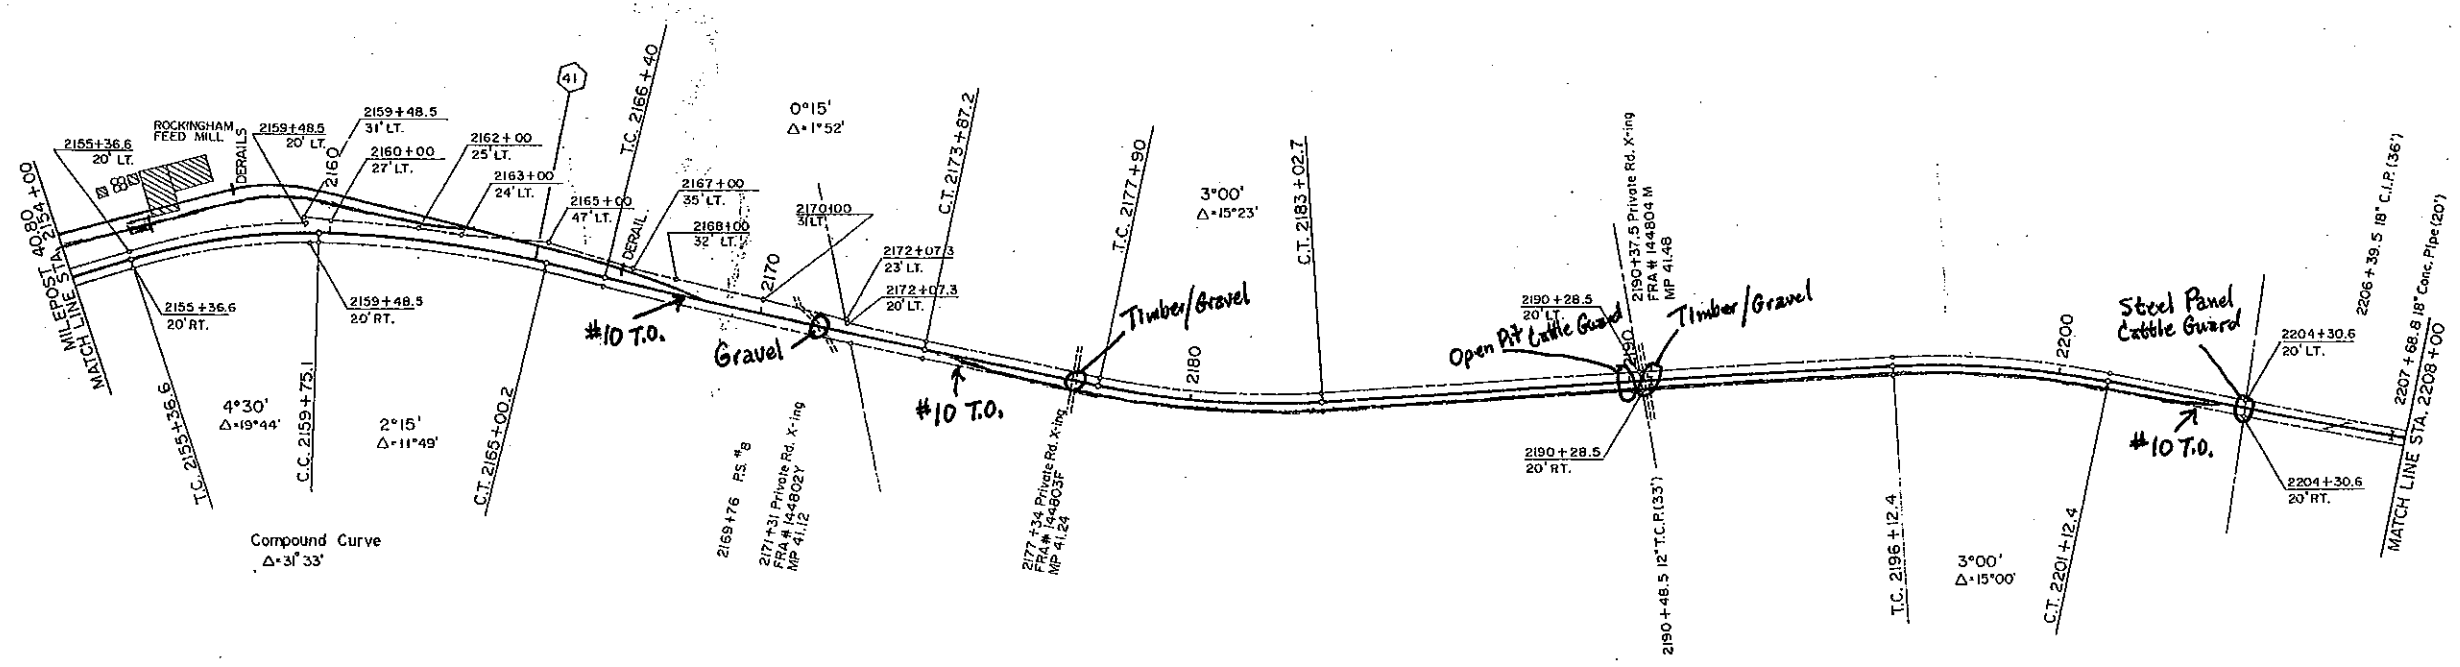 MILEPOST 40.80
MATCH LINE STA. 2154+00
2155+36.6
20' LT.
ROCKINGHAM
FEED MILL
DERAILS
2159+48.5
20' LT.
2160
2159+48.5
31' LT.
2160+00
27' LT.
2162+00
25' LT.
2163+00
24' LT.
41
2165+00
47' LT.
T.C. 2166+40
DERAIL
2167+00
35' LT.
2168+00
32' LT.
2170
0°15'
Δ=1°52'
2170+00
31' LT.
2172+07.3
23' LT.
2172+07.3
20' LT.
C.T. 2173+87.2
Timber/Gravel
T.C. 2177+90
3°00'
Δ=15°23'
2180
C.T. 2183+02.7
Open Pit Cattle Guard
2190+28.5
20' LT.
2190
2190+37.5 Private Rd. X-ing
FRA # 144804M
MP 41.48
Timber/Gravel
2200
Steel Panel
Cattle Guard
2204+30.6
20' LT.
2206+39.5 18" C.I.P. (36')
2207+68.8 18" Conc. Pipe (20')
MATCH LINE STA. 2208+00
2155+36.6
20' RT.
2159+48.5
20' RT.
#10 T.O.
Gravel
#10 T.O.
2190+28.5
20' RT.
#10 T.O.
2204+30.6
20' RT.
T.C. 2155+36.6
4°30'
Δ=19°44'
C.C. 2159+75.1
2°15'
Δ=11°49'
C.T. 2165+00.2
Compound Curve
Δ=31°33'
2169+76 P.S. #8
2171+31 Private Rd. X-ing
FRA # 144802Y
MP 41.12
2177+34 Private Rd. X-ing
FRA # 144803F
MP 41.24
2190+48.5 12" T.C.P. (33')
T.C. 2196+12.4
3°00'
Δ=15°00'
C.T. 2201+12.4